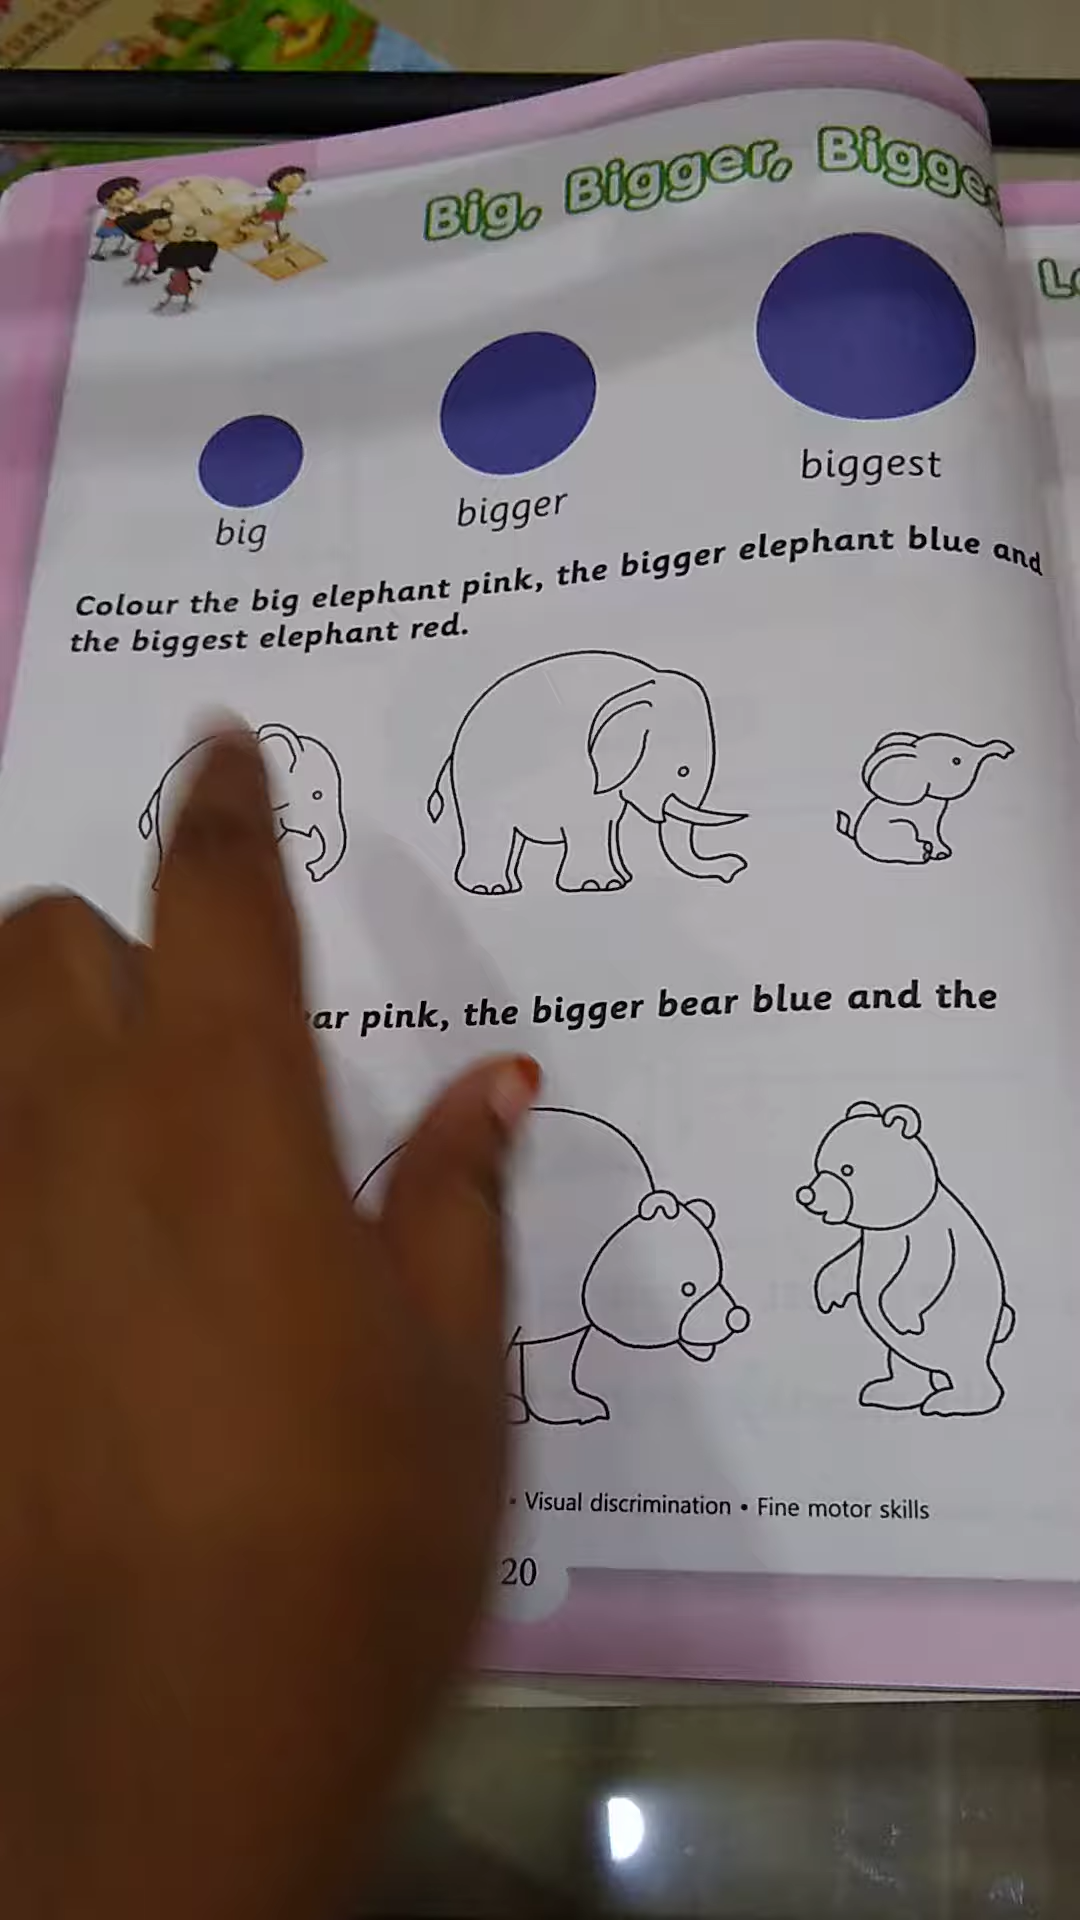 Big, Bigger, Bigge
big
bigger
biggest
Colour the big elephant pink, the bigger elephant blue and
the biggest elephant red.
pink, the bigger bear blue and the
• Visual discrimination • Fine motor skills
20